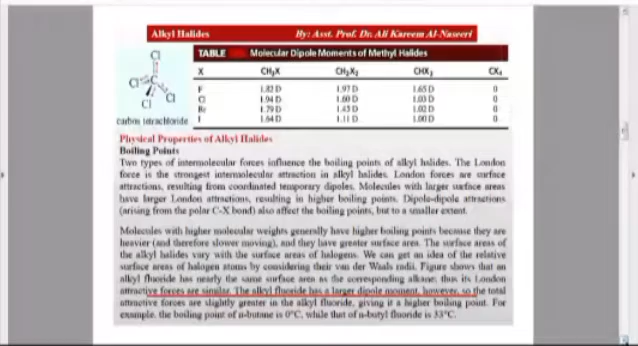 Alkyl Halides By: Asst. Prof. Dr. Ali Kareem Al-Nasseri
TABLE Molecular Dipole Moments of Methyl Halides
X CH₃X CH₂X₂ CHX₃ CX₄
F 1.82 D 1.97 D 1.65 D 0
Cl 1.94 D 1.60 D 1.03 D 0
Br 1.79 D 1.43 D 1.02 D 0
I 1.64 D 1.11 D 1.00 D 0
Cl
Cl C
Cl
Cl
carbon tetrachloride
Physical Properties of Alkyl Halides
Boiling Points
Two types of intermolecular forces influence the boiling points of alkyl halides. The London
force is the strongest intermolecular attraction in alkyl halides. London forces are surface
attractions, resulting from coordinated temporary dipoles. Molecules with larger surface areas
have larger London attractions, resulting in higher boiling points. Dipole-dipole attractions
(arising from the polar C-X bond) also affect the boiling points, but to a smaller extent.
Molecules with higher molecular weights generally have higher boiling points because they are
heavier (and therefore slower moving), and they have greater surface area. The surface areas of
the alkyl halides vary with the surface areas of halogens. We can get an idea of the relative
surface areas of halogen atoms by considering their van der Waals radii. Figure shows that an
alkyl fluoride has nearly the same surface area as the corresponding alkane; thus its London
attractive forces are similar. The alkyl fluoride has a larger dipole moment, however, so the total
attractive forces are slightly greater in the alkyl fluoride, giving it a higher boiling point. For
example, the boiling point of n-butane is 0°C, while that of n-butyl fluoride is 33°C.